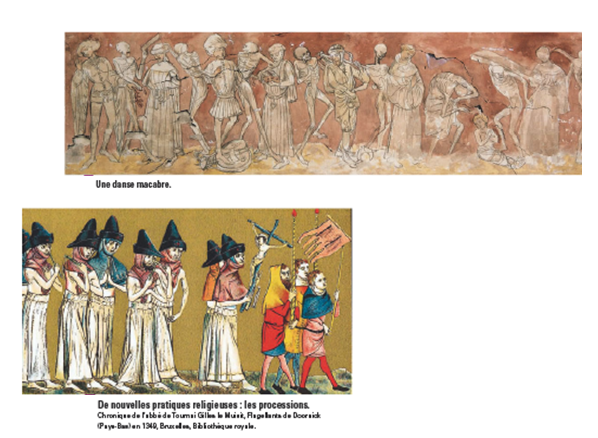 Une danse macabre.
De nouvelles pratiques religieuses : les processions.
Chronique de l'abbé de Tournai Gilles le Muisit, Flagellants de Doornick
(Pays-Bas) en 1349, Bruxelles, Bibliothèque royale.